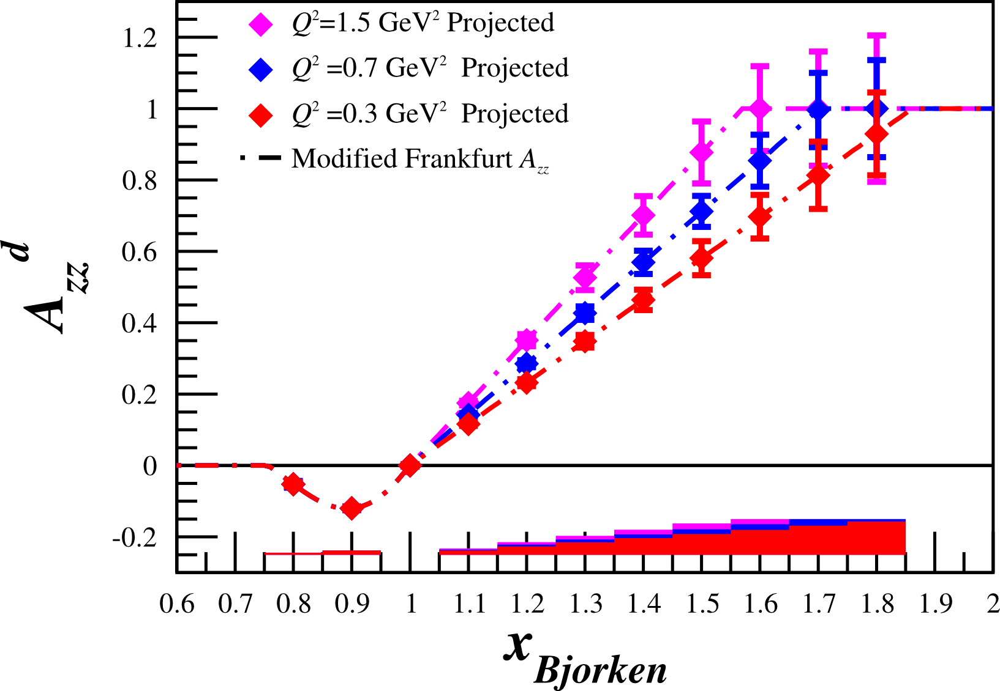 Q²=1.5 GeV² Projected
Q² =0.7 GeV² Projected
Q² =0.3 GeV² Projected
Modified Frankfurt Azz
Azz d
1.2
1
0.8
0.6
0.4
0.2
0
-0.2
0.6 0.7 0.8 0.9 1 1.1 1.2 1.3 1.4 1.5 1.6 1.7 1.8 1.9 2
x Bjorken